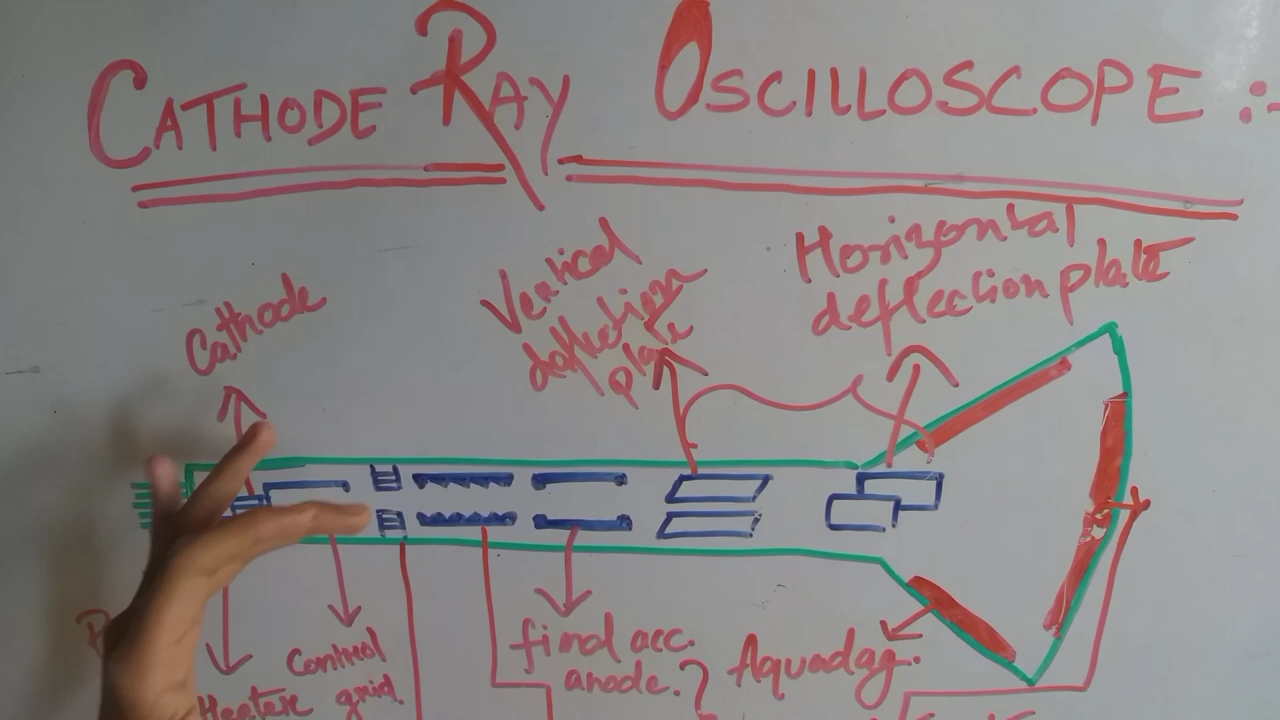 CATHODE RAY OSCILLOSCOPE :-
Cathode
Vertical
deflection
plate
Horizontal
deflection plate
Control
grid
Heater
final acc.
anode.
Aquadag.